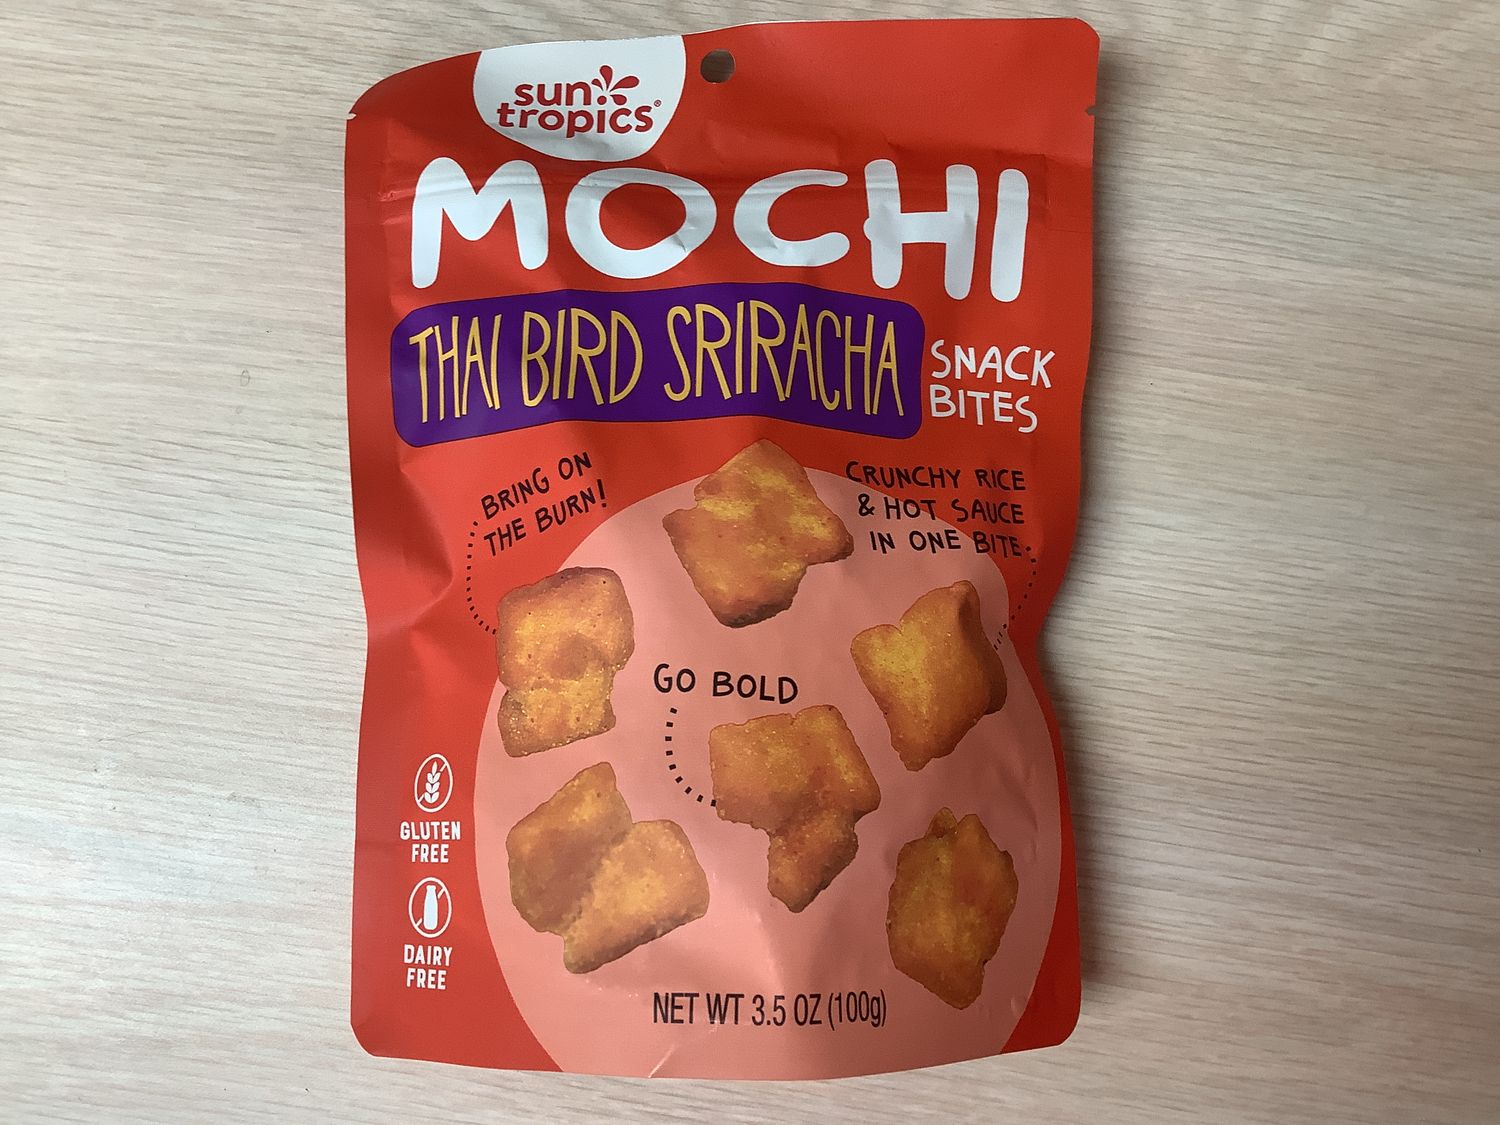 sun
tropics®
MOCHI
THAI BIRD SRIRACHA
SNACK
BITES
BRING ON
THE BURN!
CRUNCHY RICE
& HOT SAUCE
IN ONE BITE
GO BOLD
GLUTEN
FREE
DAIRY
FREE
NET WT 3.5 OZ (100g)